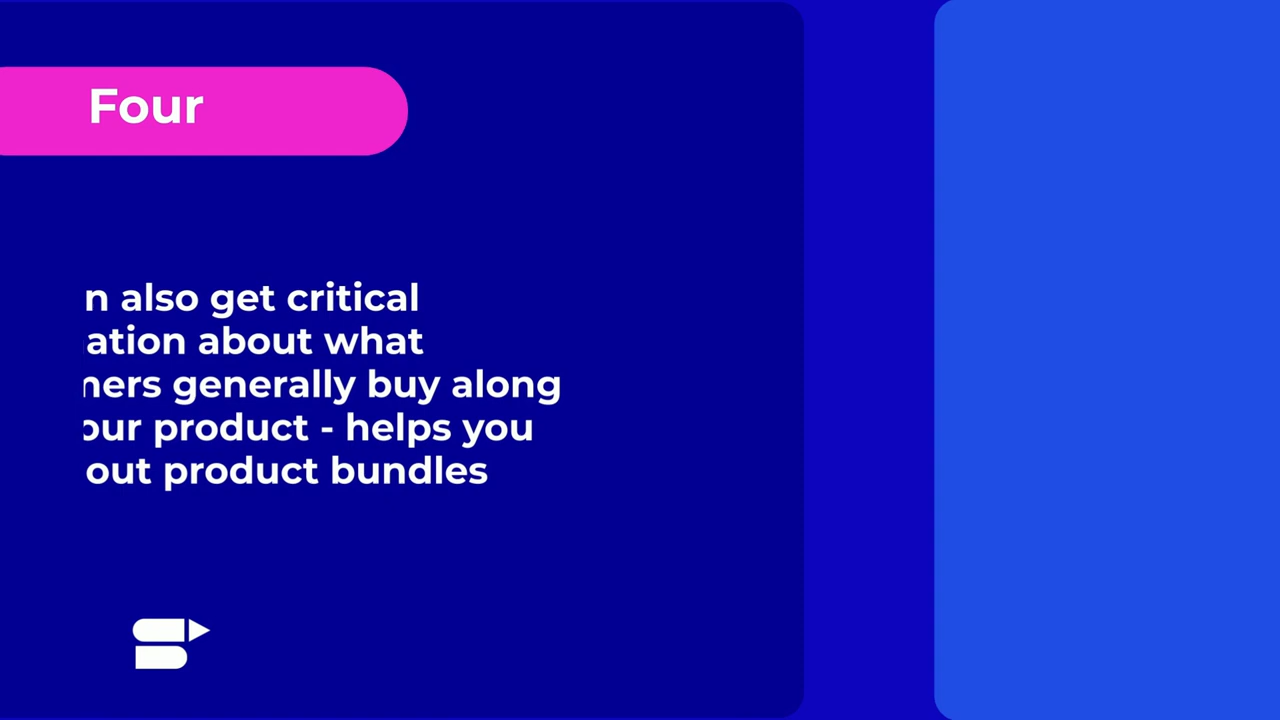 Four
n also get critical
ation about what
ners generally buy along
our product - helps you
out product bundles